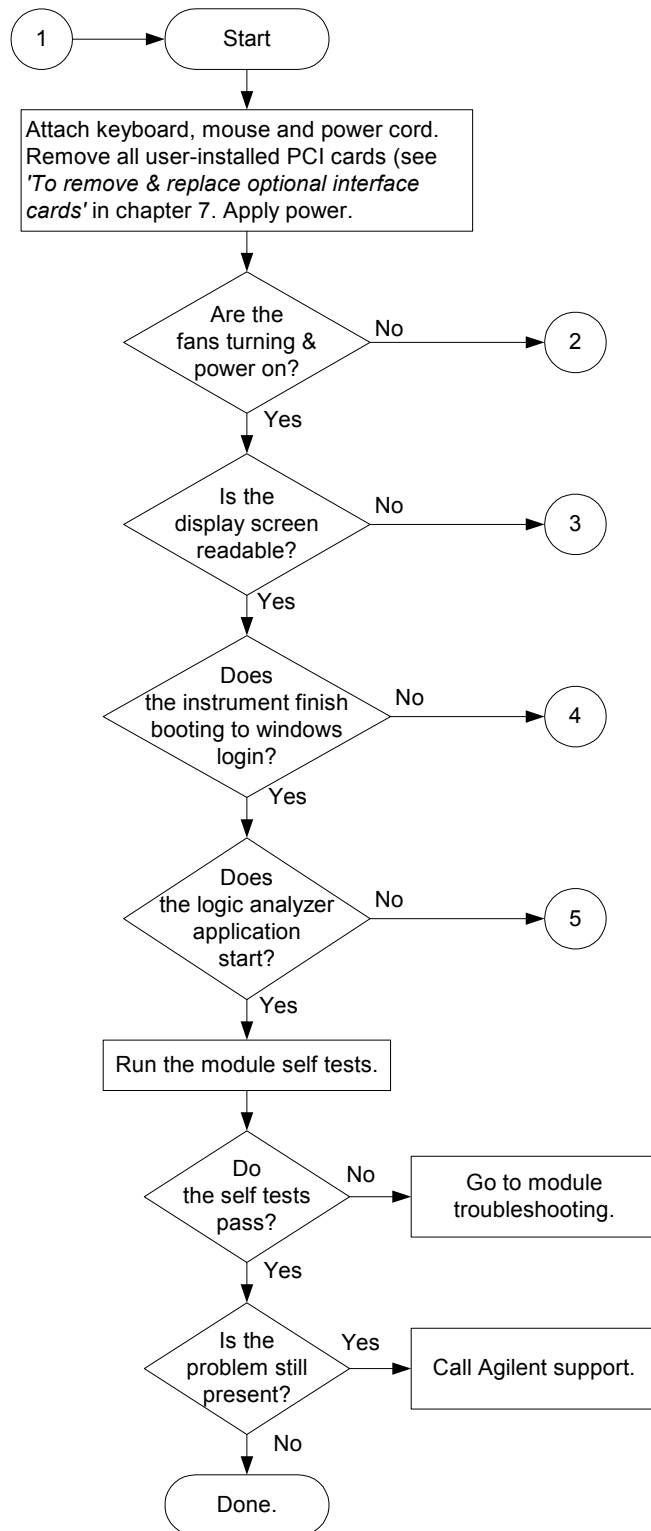 1
Start
Attach keyboard, mouse and power cord.
Remove all user-installed PCI cards (see
'To remove & replace optional interface
cards' in chapter 7. Apply power.
Are the
fans turning &
power on?
No
2
Yes
Is the
display screen
readable?
No
3
Yes
Does
the instrument finish
booting to windows
login?
No
4
Yes
Does
the logic analyzer
application
start?
No
5
Yes
Run the module self tests.
Do
the self tests
pass?
No
Go to module
troubleshooting.
Yes
Is the
problem still
present?
Yes
Call Agilent support.
No
Done.